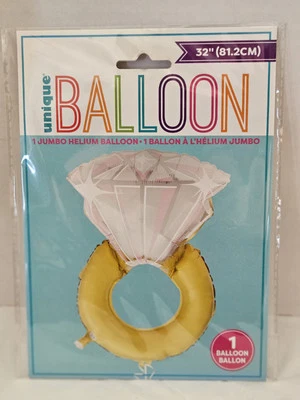 32" (81.2CM)
unique
BALLOON
1 JUMBO HELIUM BALLOON • 1 BALLON À L'HÉLIUM JUMBO
1
BALLOON
BALLON